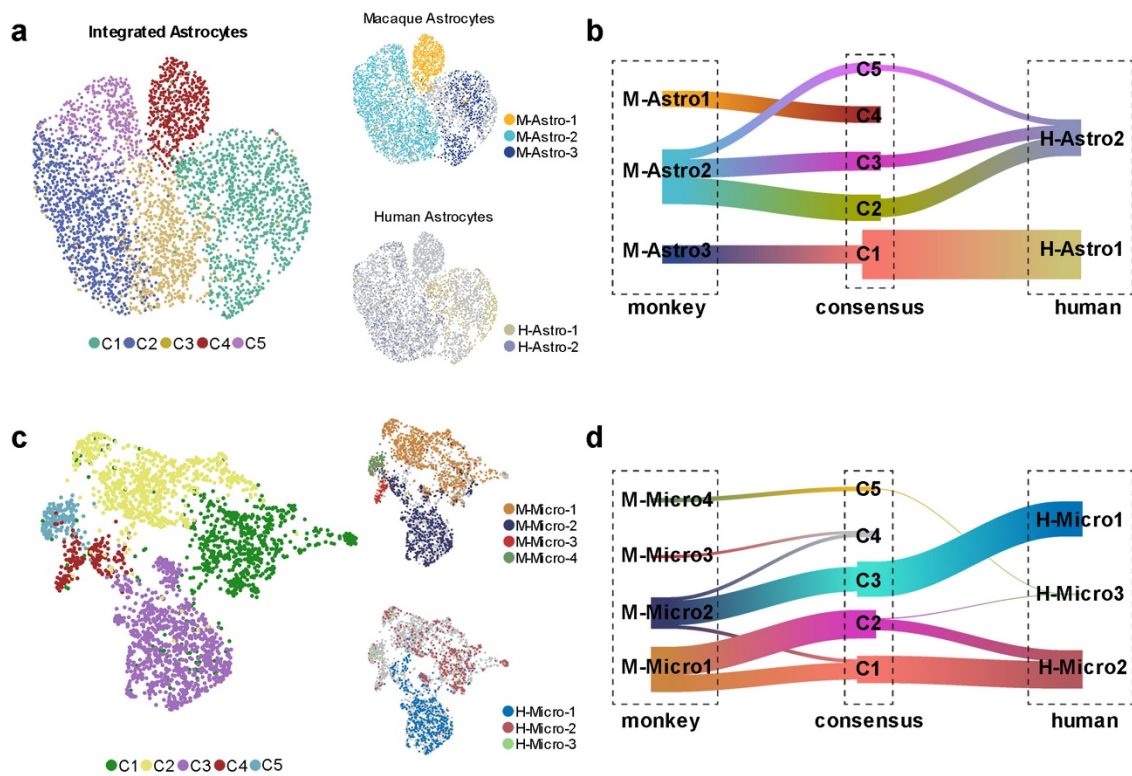 a
Integrated Astrocytes
C1 C2 C3 C4 C5
Macaque Astrocytes
M-Astro-1
M-Astro-2
M-Astro-3
Human Astrocytes
H-Astro-1
H-Astro-2
b
M-Astro1
M-Astro2
M-Astro3
monkey
C5
C4
C3
C2
C1
consensus
H-Astro2
H-Astro1
human
c
C1 C2 C3 C4 C5
M-Micro-1
M-Micro-2
M-Micro-3
M-Micro-4
H-Micro-1
H-Micro-2
H-Micro-3
d
M-Micro4
M-Micro3
M-Micro2
M-Micro1
monkey
C5
C4
C3
C2
C1
consensus
H-Micro1
H-Micro3
H-Micro2
human